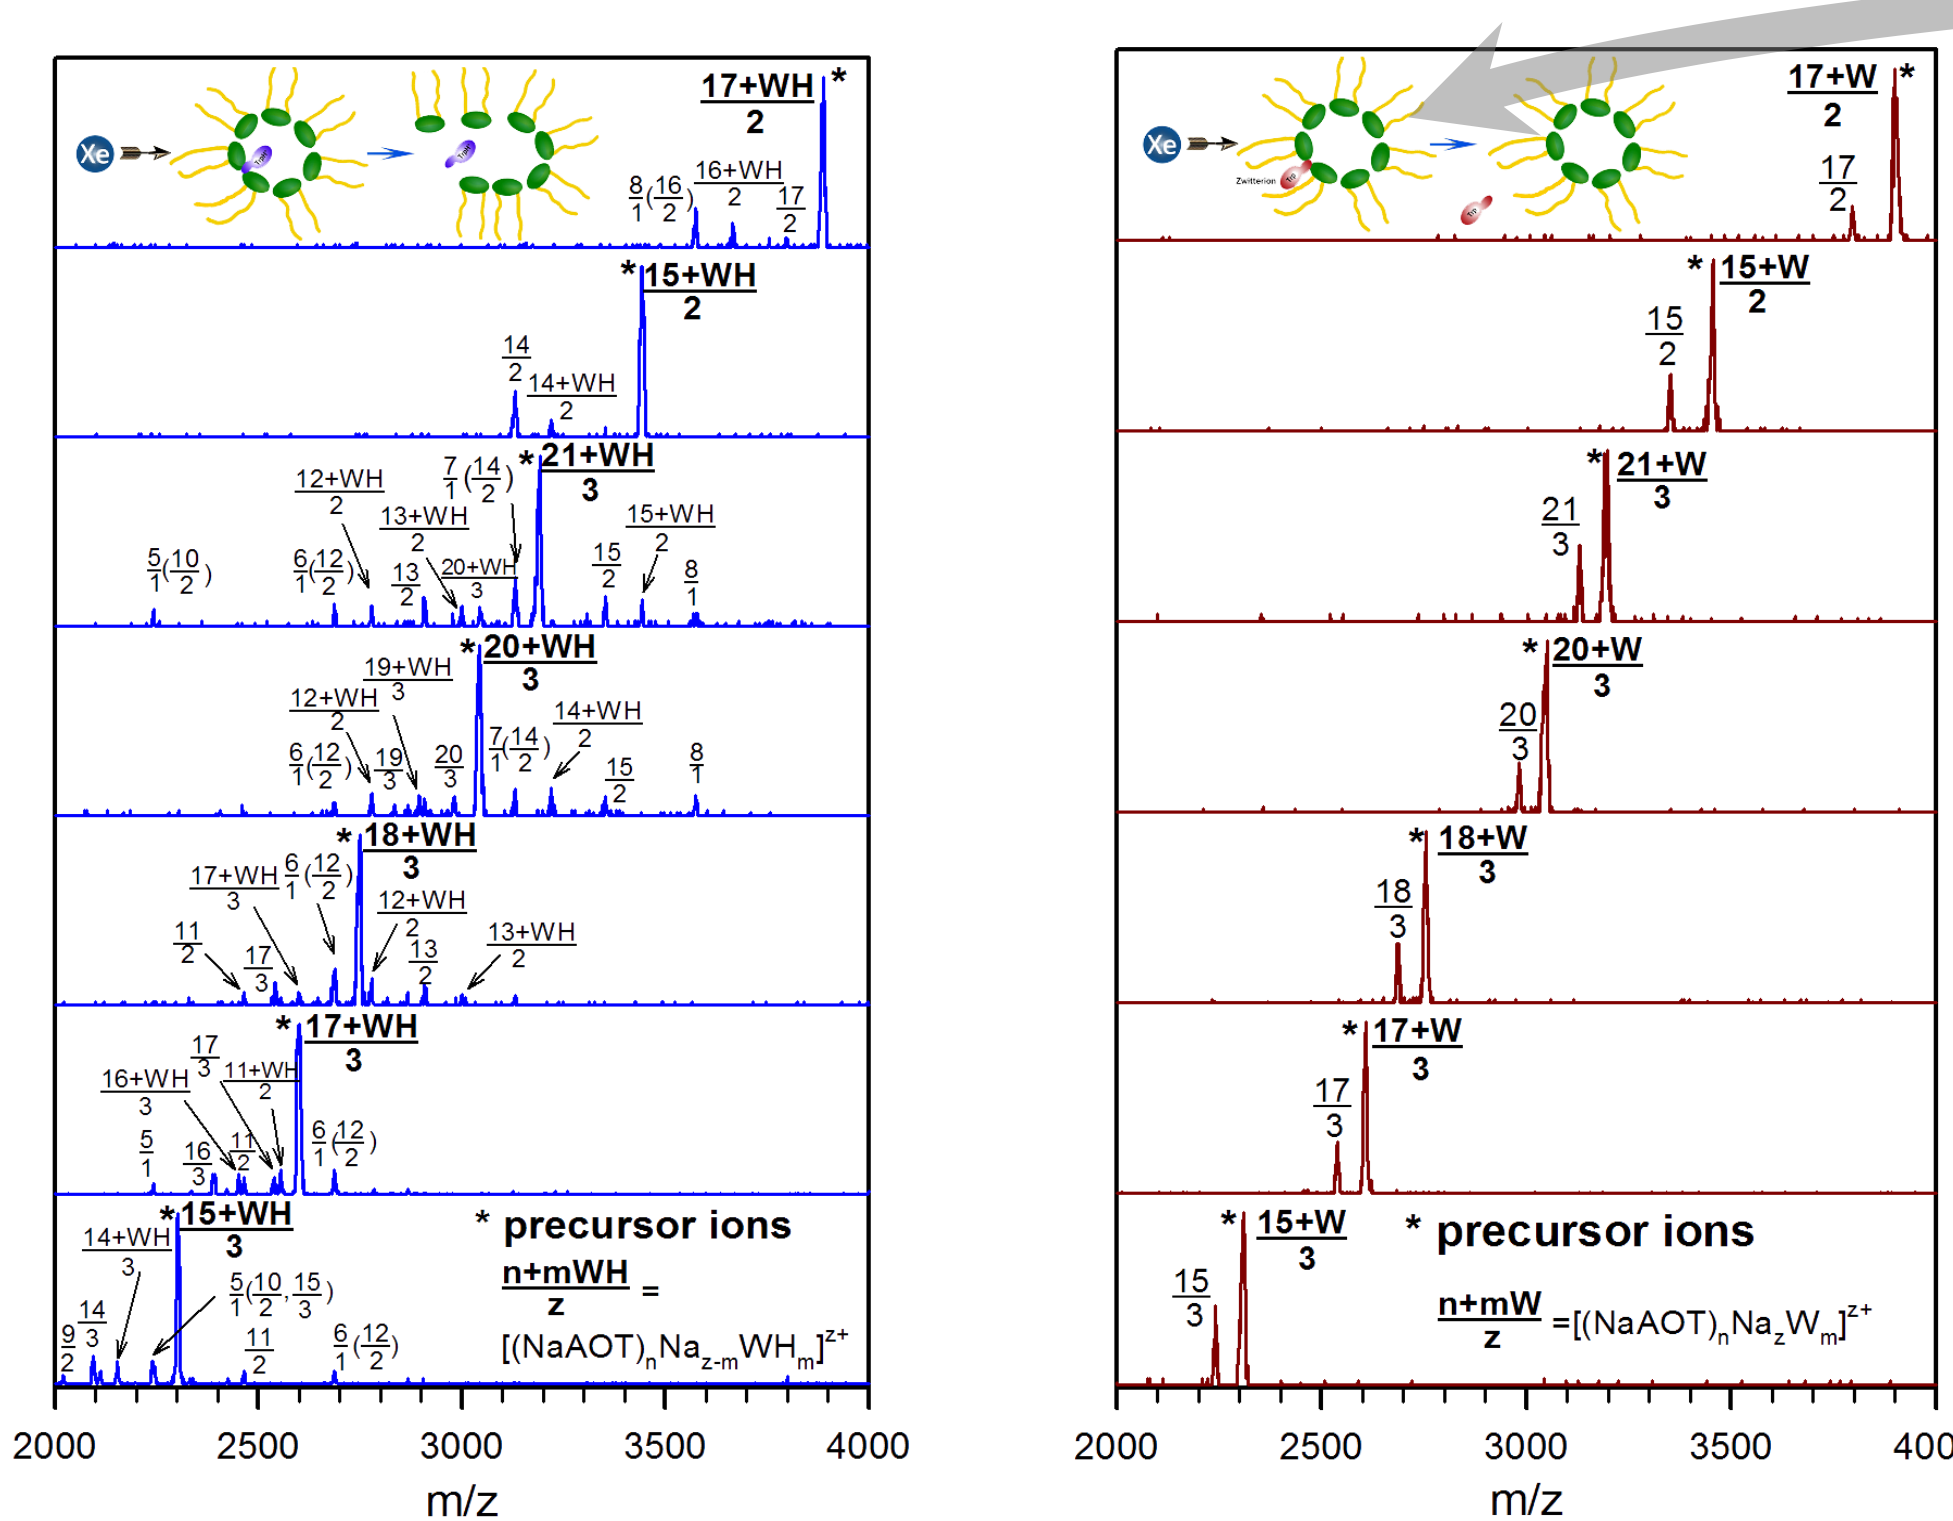 Xe
TrpH
TrpH
17+WH
2
*
8/1(16/2)
16+WH
2
17
2
* 15+WH
2
14
2
14+WH
2
* 21+WH
3
12+WH
2
7/1(14/2)
13+WH
2
15+WH
2
5/1(10/2)
6/1(12/2)
13
2
20+WH
3
15
2
8
1
* 20+WH
3
19+WH
3
12+WH
2
14+WH
2
6/1(12/2)
19
3
20
3
7/1(14/2)
15
2
8
1
* 18+WH
3
17+WH
3
6/1(12/2)
12+WH
2
11
2
17
3
13
2
13+WH
2
* 17+WH
3
17
3
11+WH
2
16+WH
3
5
1
16
3
11
2
6/1(12/2)
* 15+WH
3
14+WH
3
5/1(10/2,15/3)
9
2
14
3
11
2
6/1(12/2)
* precursor ions
n+mWH
z
=
[(NaAOT)nNaz-mWHm]z+
2000 2500 3000 3500 4000
m/z
Xe
Zwitterion
Trp
Trp
17+W
2
*
17
2
* 15+W
2
15
2
* 21+W
3
21
3
* 20+W
3
20
3
* 18+W
3
18
3
* 17+W
3
17
3
* 15+W
3
15
3
* precursor ions
n+mW
z
=[(NaAOT)nNazWm]z+
2000 2500 3000 3500 400
m/z